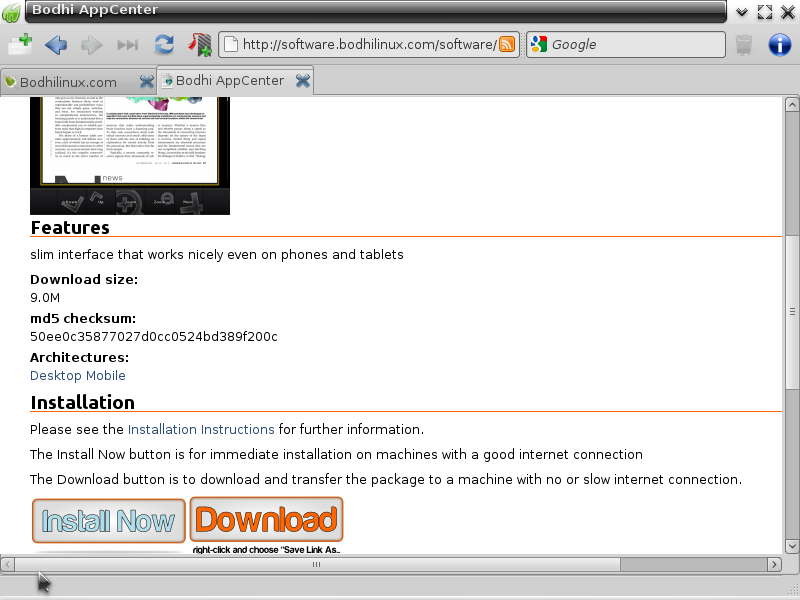 Bodhi AppCenter
http://software.bodhilinux.com/software/
Google
Bodhilinux.com
Bodhi AppCenter
news
Features
slim interface that works nicely even on phones and tablets
Download size:
9.0M
md5 checksum:
50ee0c35877027d0cc0524bd389f200c
Architectures:
Desktop Mobile
Installation
Please see the Installation Instructions for further information.
The Install Now button is for immediate installation on machines with a good internet connection
The Download button is to download and transfer the package to a machine with no or slow internet connection.
Install Now Download
right-click and choose "Save Link As..